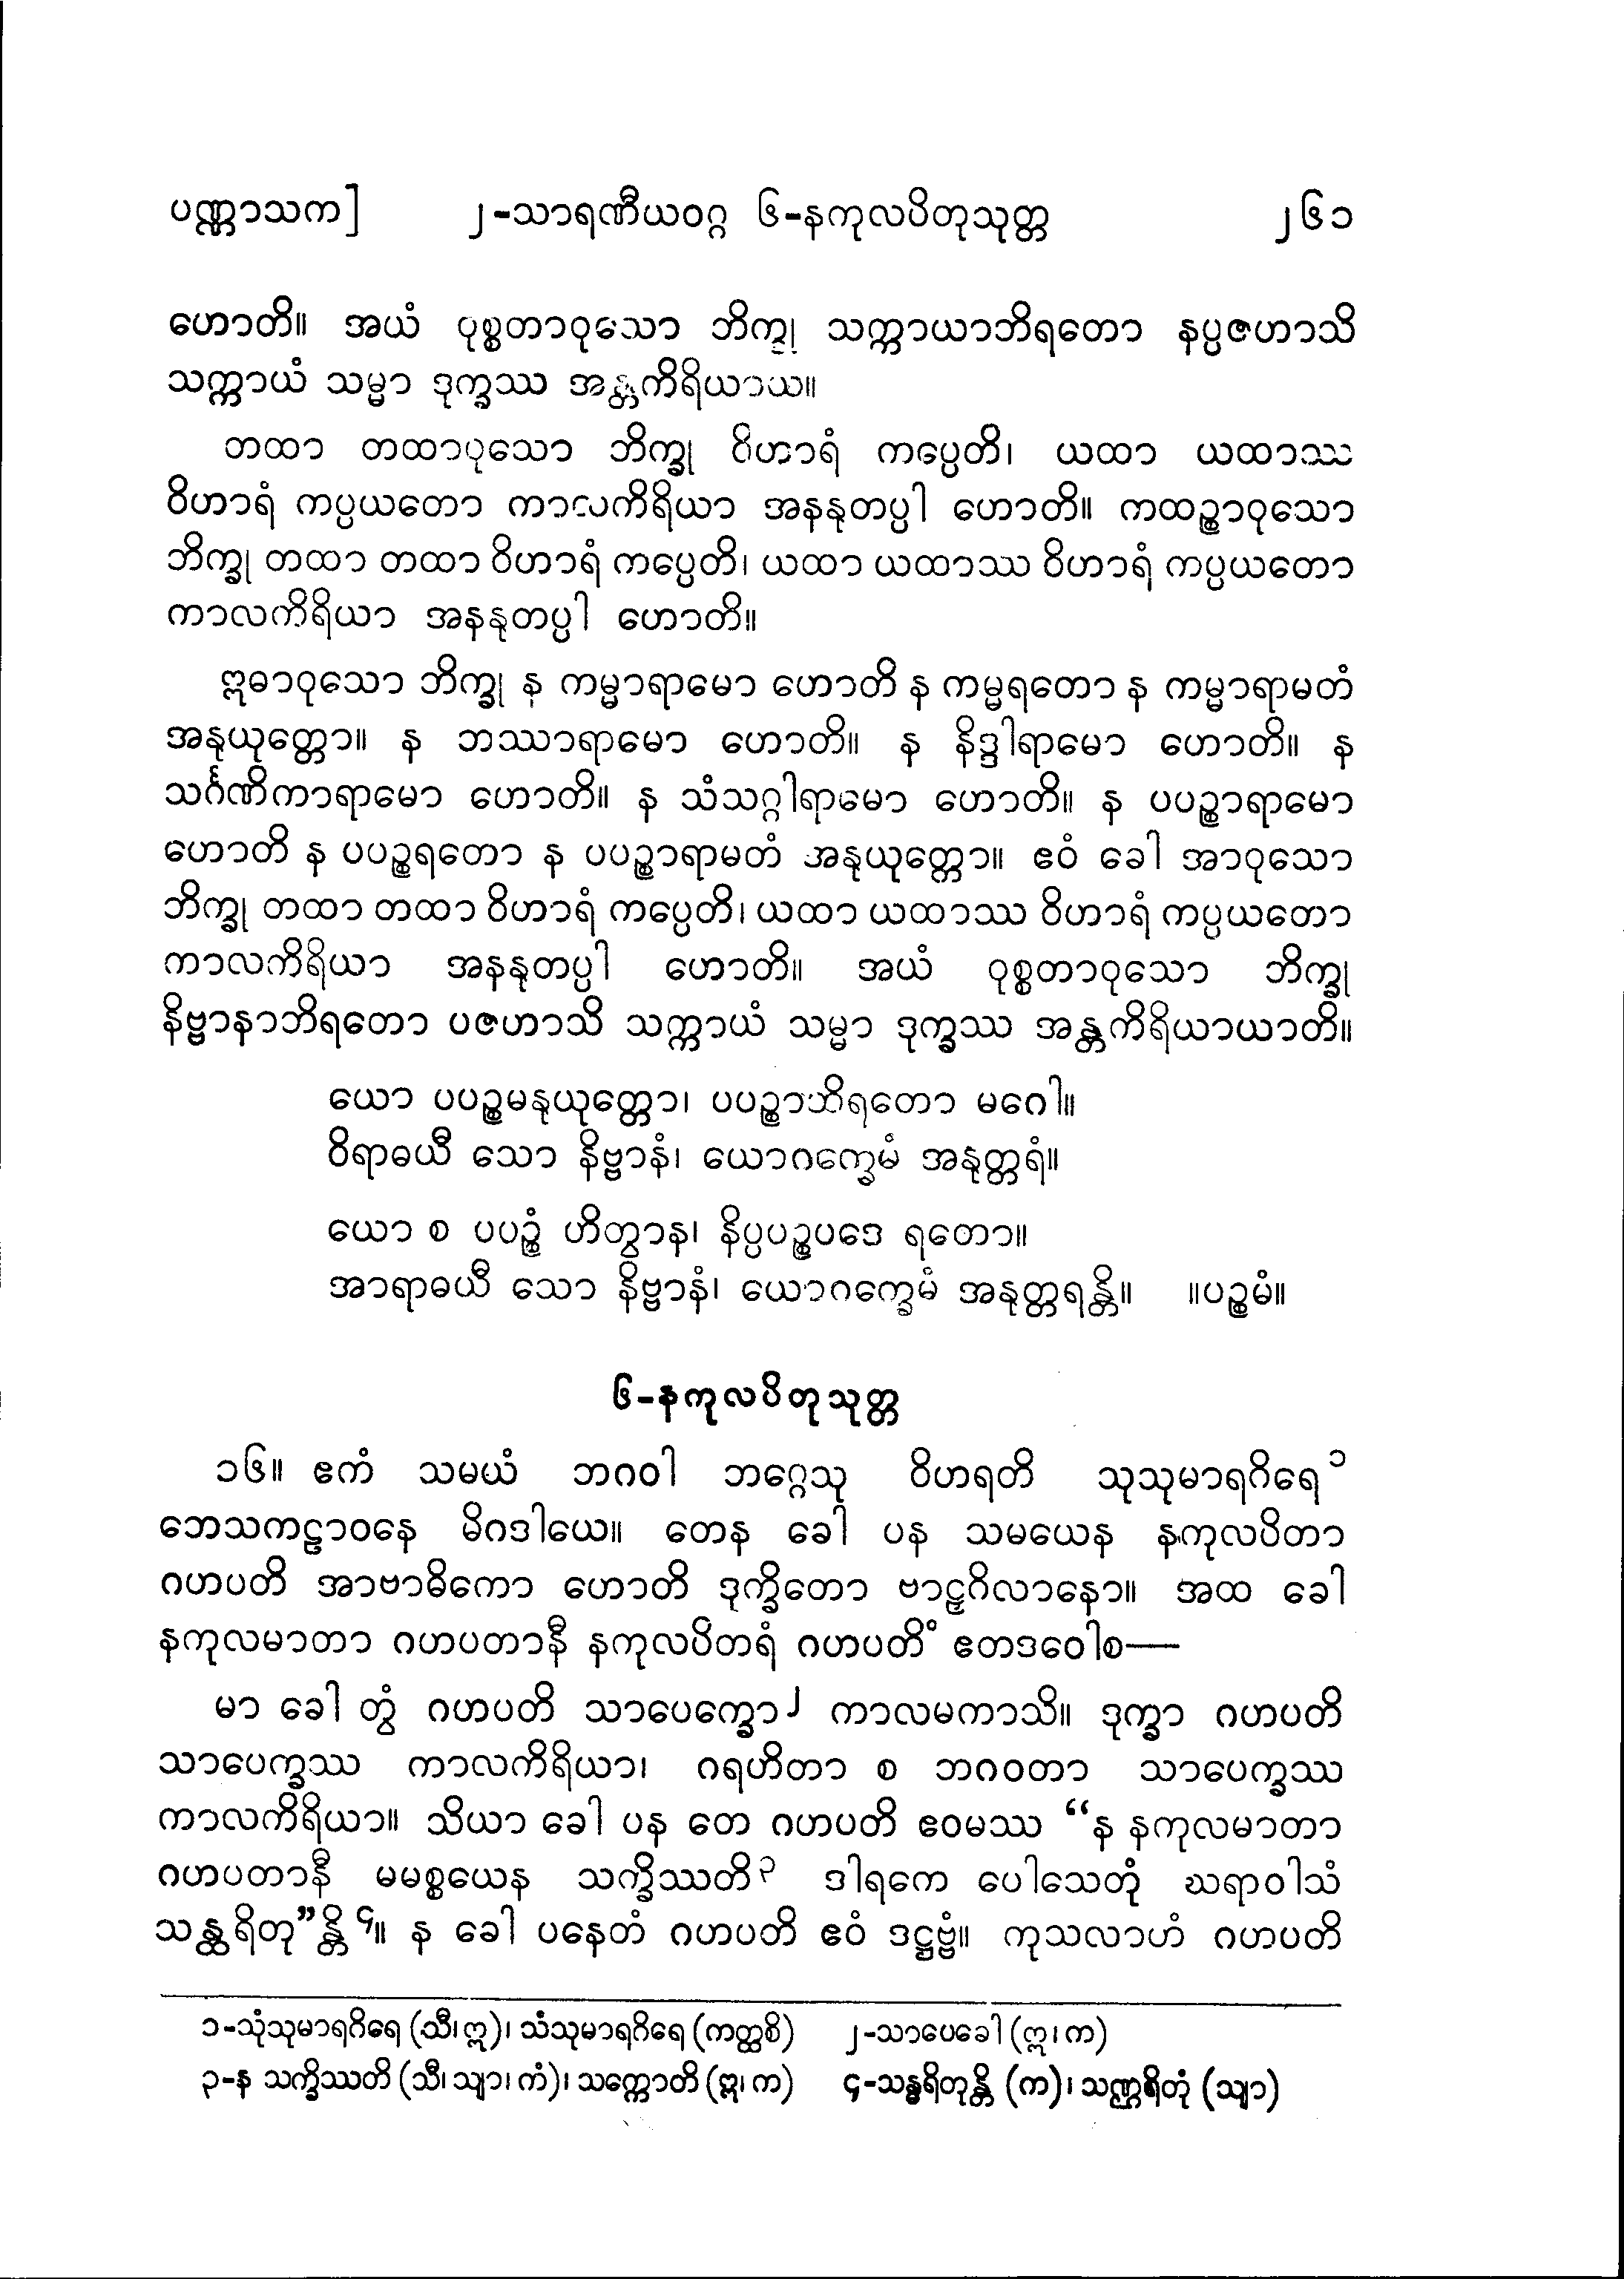 ပဏ္ဏာသက] ၂-သာရဏီယဝဂ္ဂ ၆-နကုလပိတုသုတ္တ ၂၆၁
ဟောတိ။ အယံ ဝုစ္စတာဝုသော ဘိက္ခု သက္ကာယာဘိရတော နပ္ပဇဟာသိ
သက္ကာယံ သမ္မာ ဒုက္ခဿ အန္တကိရိယာယ။
တထာ တထာဝုသော ဘိက္ခု ဝိဟာရံ ကပ္ပေတိ၊ ယထာ ယထာဿ
ဝိဟာရံ ကပ္ပယတော ကာလကိရိယာ အနနုတပ္ပါ ဟောတိ။ ကထဉ္စာဝုသော
ဘိက္ခု တထာ တထာ ဝိဟာရံ ကပ္ပေတိ၊ ယထာ ယထာဿ ဝိဟာရံ ကပ္ပယတော
ကာလကိရိယာ အနနုတပ္ပါ ဟောတိ။
ဣဓာဝုသော ဘိက္ခု န ကမ္မာရာမော ဟောတိ န ကမ္မရတော န ကမ္မာရာမတံ
အနုယုတ္တော။ န ဘဿာရာမော ဟောတိ။ န နိဒ္ဒါရာမော ဟောတိ။ န
သင်္ဂဏိကာရာမော ဟောတိ။ န သံသဂ္ဂါရာမော ဟောတိ။ န ပပဉ္စာရာမော
ဟောတိ န ပပဉ္စရတော န ပပဉ္စာရာမတံ အနုယုတ္တော။ ဧဝံ ခေါ အာဝုသော
ဘိက္ခု တထာ တထာ ဝိဟာရံ ကပ္ပေတိ၊ ယထာ ယထာဿ ဝိဟာရံ ကပ္ပယတော
ကာလကိရိယာ အနနုတပ္ပါ ဟောတိ။ အယံ ဝုစ္စတာဝုသော ဘိက္ခု
နိဗ္ဗာနာဘိရတော ပဇဟာသိ သက္ကာယံ သမ္မာ ဒုက္ခဿ အန္တကိရိယာယာတိ။
ယော ပပဉ္စမနုယုတ္တော၊ ပပဉ္စာဘိရတော မဂေါ။
ဝိရာဓယီ သော နိဗ္ဗာနံ၊ ယောဂက္ခေမံ အနုတ္တရံ။
ယော စ ပပဉ္စံ ဟိတွာန၊ နိပ္ပပဉ္စပဒေ ရတော။
အာရာဓယီ သော နိဗ္ဗာနံ၊ ယောဂက္ခေမံ အနုတ္တရန္တိ။ ။ပဉ္စမံ။
၆-နကုလပိတုသုတ္တ
၁၆။ ဧကံ သမယံ ဘဂဝါ ဘဂ္ဂေသု ဝိဟရတိ သုသုမာရဂိရေ ၁
ဘေသကဠာဝနေ မိဂဒါယေ။ တေန ခေါ ပန သမယေန နကုလပိတာ
ဂဟပတိ အာဗာဓိကော ဟောတိ ဒုက္ခိတော ဗာဠှဂိလာနော။ အထ ခေါ
နကုလမာတာ ဂဟပတာနီ နကုလပိတရံ ဂဟပတိံ ဧတဒဝေါစ—
မာ ခေါ တွံ ဂဟပတိ သာပေက္ခော ၂ ကာလမကာသိ။ ဒုက္ခာ ဂဟပတိ
သာပေက္ခဿ ကာလကိရိယာ၊ ဂရဟိတာ စ ဘဂဝတာ သာပေက္ခဿ
ကာလကိရိယာ။ သိယာ ခေါ ပန တေ ဂဟပတိ ဧဝမဿ “န နကုလမာတာ
ဂဟပတာနီ မမစ္စယေန သက္ခိဿတိ ၃ ဒါရကေ ပေါသေတုံ ဃရာဝါသံ
သန္ထရိတု”န္တိ ၄။ န ခေါ ပနေတံ ဂဟပတိ ဧဝံ ဒဋ္ဌဗ္ဗံ။ ကုသလာဟံ ဂဟပတိ
၁-သုံသုမာရဂိရေ (သီ၊ ဣ)၊ သံသုမာရဂိရေ (ကတ္ထစိ) ၂-သာပေခေါ (ဣ၊ က)
၃-န သက္ခိဿတိ (သီ၊ သျာ၊ ကံ)၊ သက္ကောတိ (ဣ၊ က) ၄-သန္ဓရိတုန္တိ (က)၊ သဏ္ဌရိတုံ (သျာ)